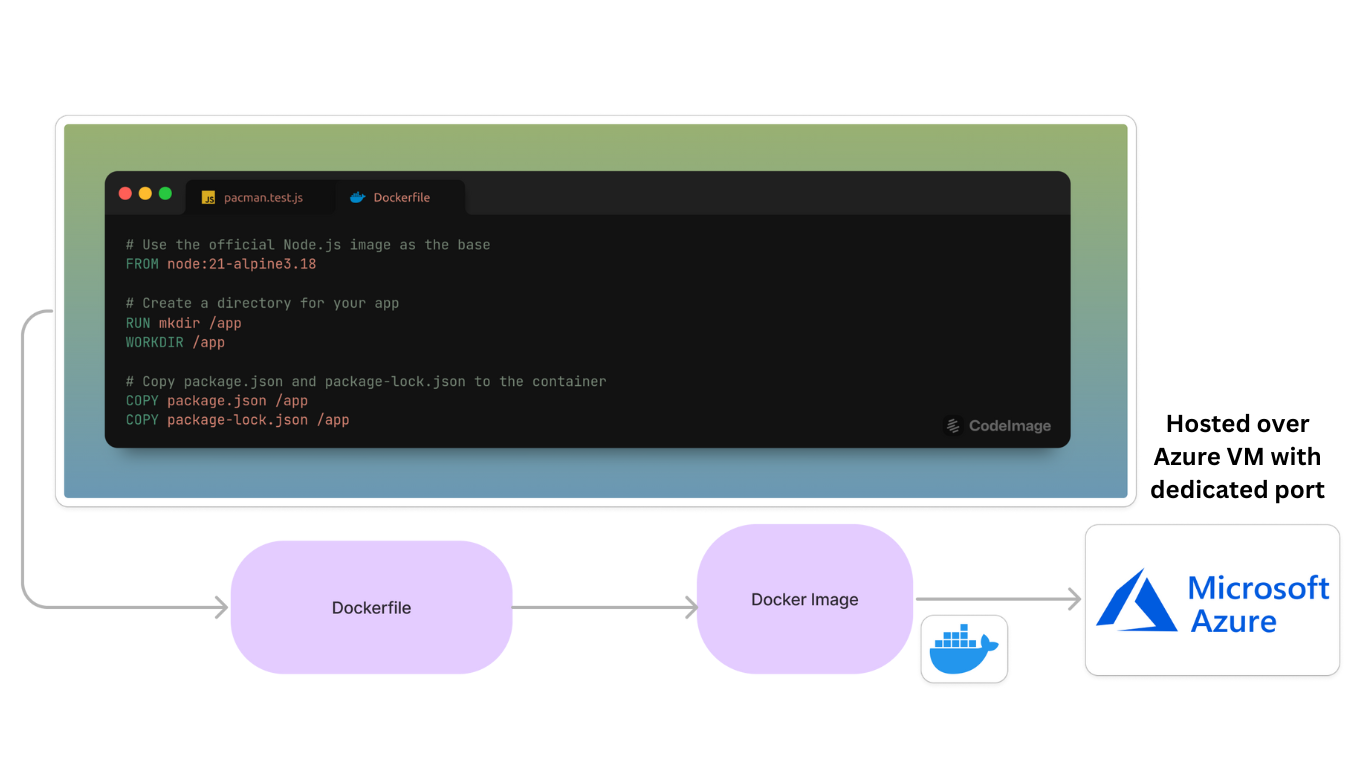 JS pacman.test.js
Dockerfile
# Use the official Node.js image as the base
FROM node:21-alpine3.18
# Create a directory for your app
RUN mkdir /app
WORKDIR /app
# Copy package.json and package-lock.json to the container
COPY package.json /app
COPY package-lock.json /app
CodeImage
Hosted over
Azure VM with
dedicated port
Dockerfile
Docker Image
Microsoft
Azure